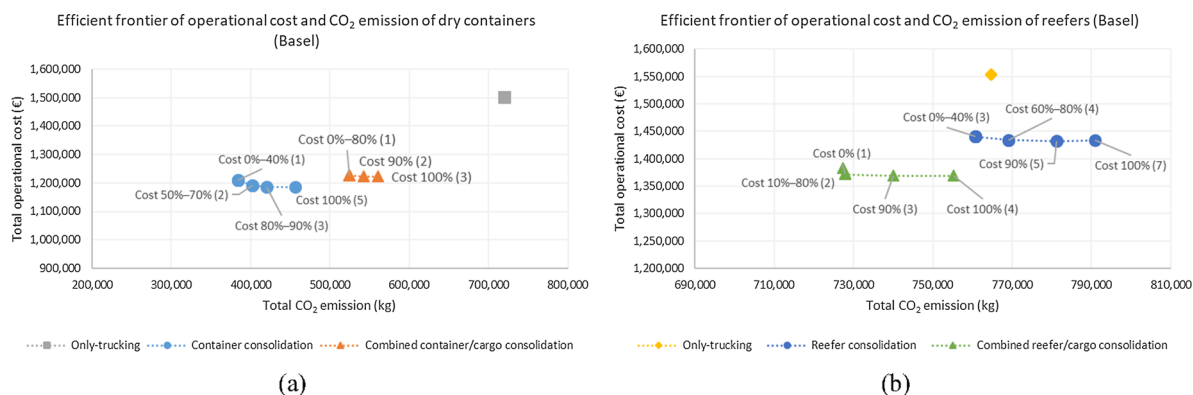 Efficient frontier of operational cost and CO2 emission of dry containers
(Basel)
Total operational cost (€)
1,600,000
1,500,000
1,400,000
1,300,000
1,200,000
1,100,000
1,000,000
900,000
Cost 0%–80% (1)
Cost 0%–40% (1)
Cost 90% (2)
Cost 100% (3)
Cost 50%–70% (2)
Cost 100% (5)
Cost 80%–90% (3)
200,000 300,000 400,000 500,000 600,000 700,000 800,000
Total CO2 emission (kg)
Only-trucking Container consolidation Combined container/cargo consolidation
(a)
Efficient frontier of operational cost and CO2 emission of reefers (Basel)
Total operational cost (€)
1,600,000
1,550,000
1,500,000
1,450,000
1,400,000
1,350,000
1,300,000
1,250,000
1,200,000
Cost 60%–80% (4)
Cost 0%–40% (3)
Cost 0% (1)
Cost 90% (5)
Cost 100% (7)
Cost 10%–80% (2)
Cost 90% (3)
Cost 100% (4)
690,000 710,000 730,000 750,000 770,000 790,000 810,000
Total CO2 emission (kg)
Only-trucking Reefer consolidation Combined reefer/cargo consolidation
(b)